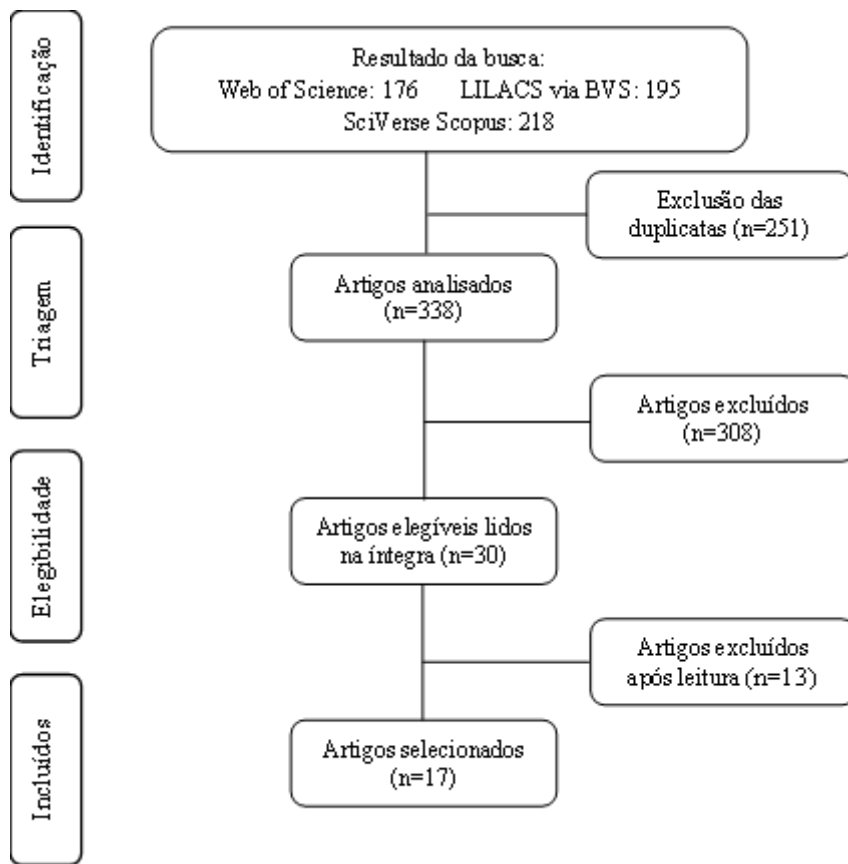 Identificação
Resultado da busca:
Web of Science: 176 LILACS via BVS: 195
SciVerse Scopus: 218
Exclusão das
duplicatas (n=251)
Triagem
Artigos analisados
(n=338)
Artigos excluídos
(n=308)
Elegibilidade
Artigos elegíveis lidos
na íntegra (n=30)
Artigos excluídos
após leitura (n=13)
Incluídos
Artigos selecionados
(n=17)